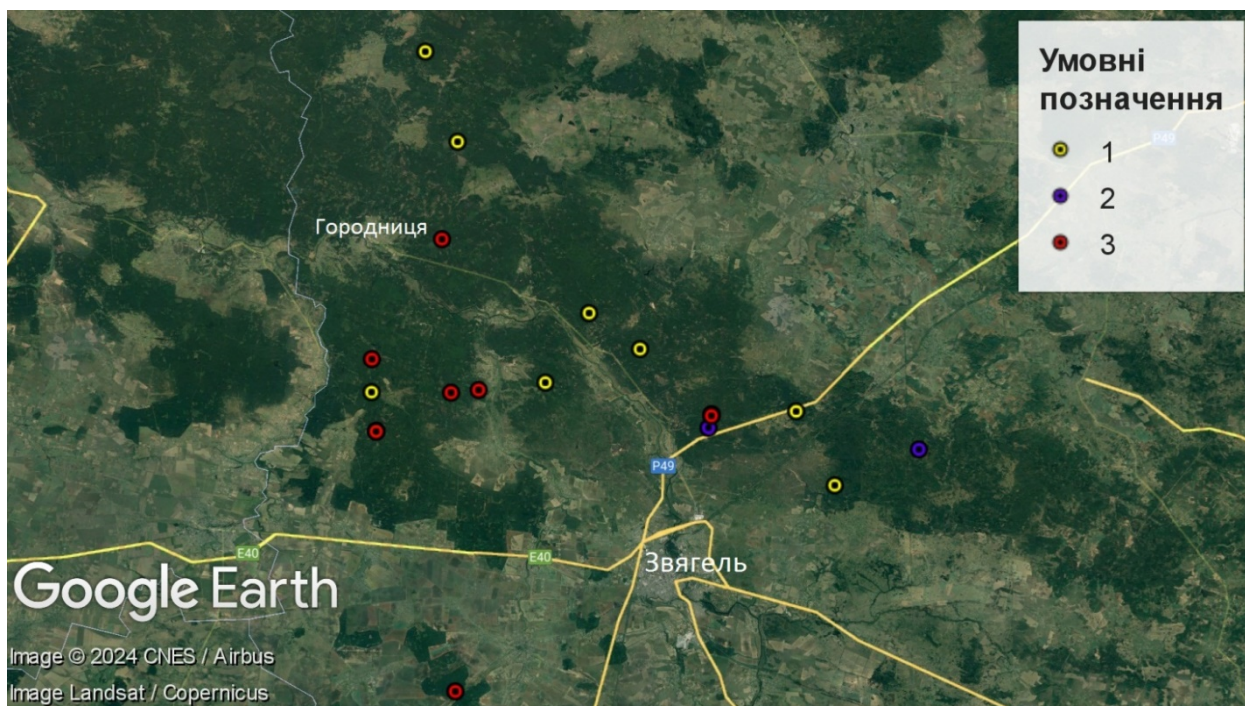 Умовні
позначення
1
2
3
P49
Городниця
P49
E40
E40
Звягель
Google Earth
Image © 2024 CNES / Airbus
Image Landsat / Copernicus